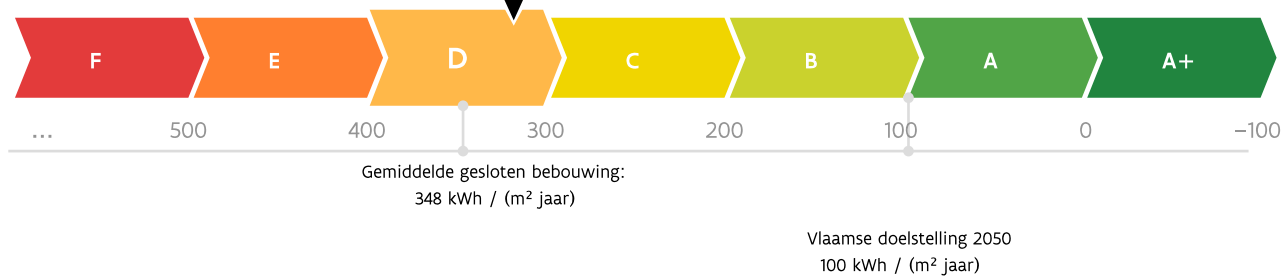 F E D C B A A+
... 500 400 300 200 100 0 −100
Gemiddelde gesloten bebouwing:
348 kWh / (m² jaar)
Vlaamse doelstelling 2050
100 kWh / (m² jaar)